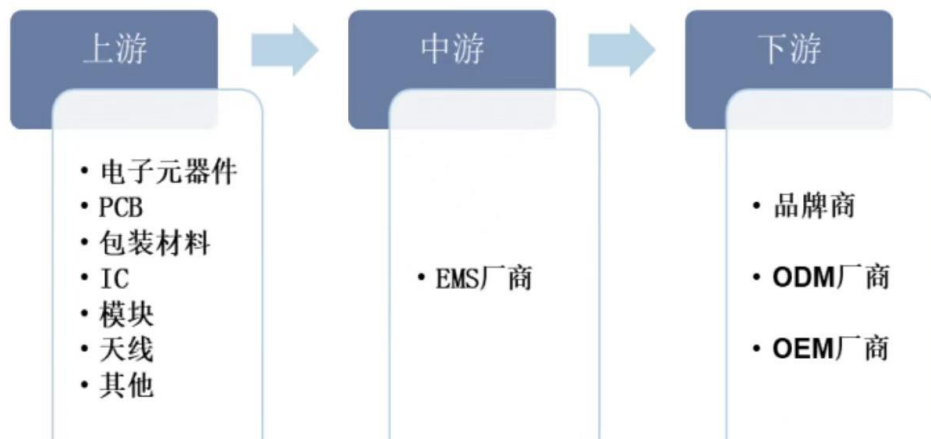 上游
中游
下游
• 电子元器件
• PCB
• 包装材料
• IC
• 模块
• 天线
• 其他
• EMS厂商
• 品牌商
• ODM厂商
• OEM厂商